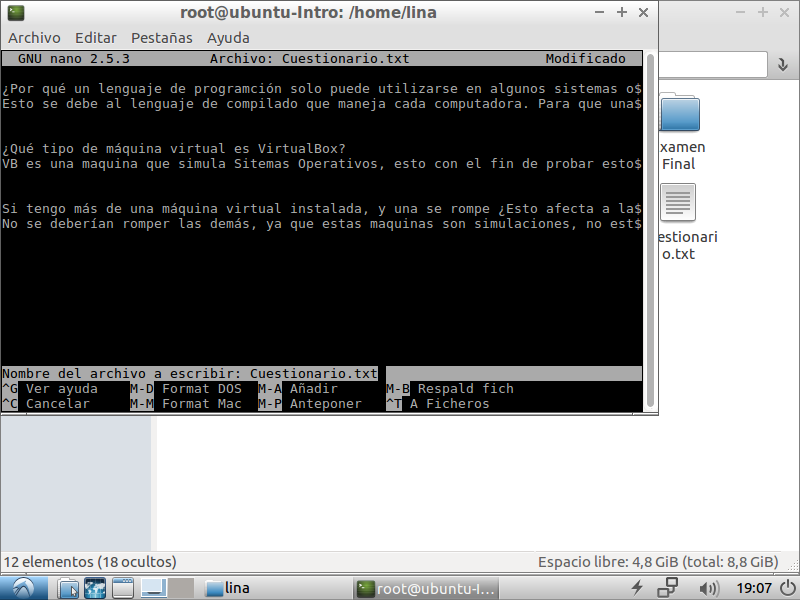 root@ubuntu-Intro: /home/lina
Archivo Editar Pestañas Ayuda
GNU nano 2.5.3 Archivo: Cuestionario.txt Modificado
¿Por qué un lenguaje de programción solo puede utilizarse en algunos sistemas o$
Esto se debe al lenguaje de compilado que maneja cada computadora. Para que una$
¿Qué tipo de máquina virtual es VirtualBox?
VB es una maquina que simula Sitemas Operativos, esto con el fin de probar esto$
Si tengo más de una máquina virtual instalada, y una se rompe ¿Esto afecta a la$
No se deberían romper las demás, ya que estas maquinas son simulaciones, no est$
Nombre del archivo a escribir: Cuestionario.txt
^G Ver ayuda M-D Format DOS M-A Añadir M-B Respald fich
^C Cancelar M-M Format Mac M-P Anteponer ^T A Ficheros
xamen
Final
estionari
o.txt
12 elementos (18 ocultos) Espacio libre: 4,8 GiB (total: 8,8 GiB)
lina root@ubuntu-I... 19:07